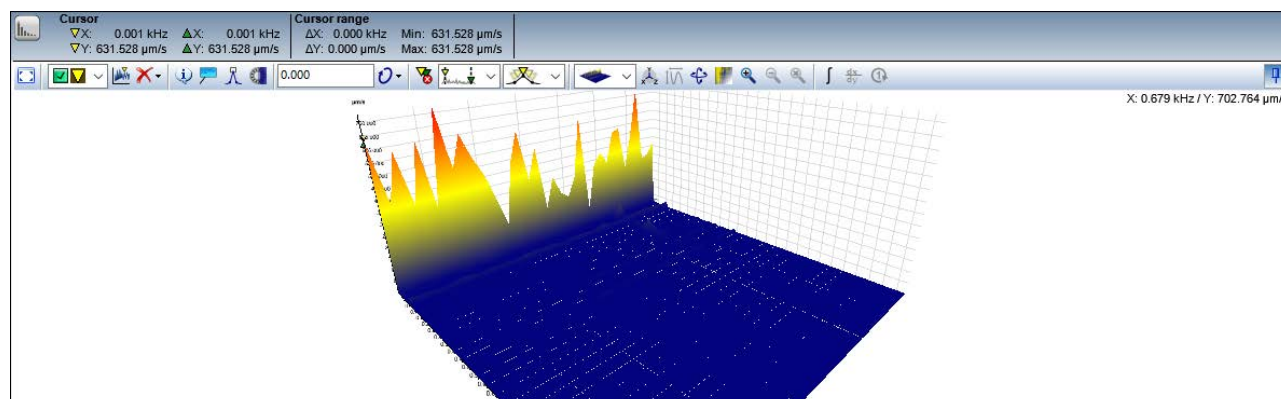 Cursor
▽X: 0.001 kHz △X: 0.001 kHz
▽Y: 631.528 µm/s △Y: 631.528 µm/s
Cursor range
ΔX: 0.000 kHz Min: 631.528 µm/s
ΔY: 0.000 µm/s Max: 631.528 µm/s
0.000
X: 0.679 kHz / Y: 702.764 µm/
µm/s